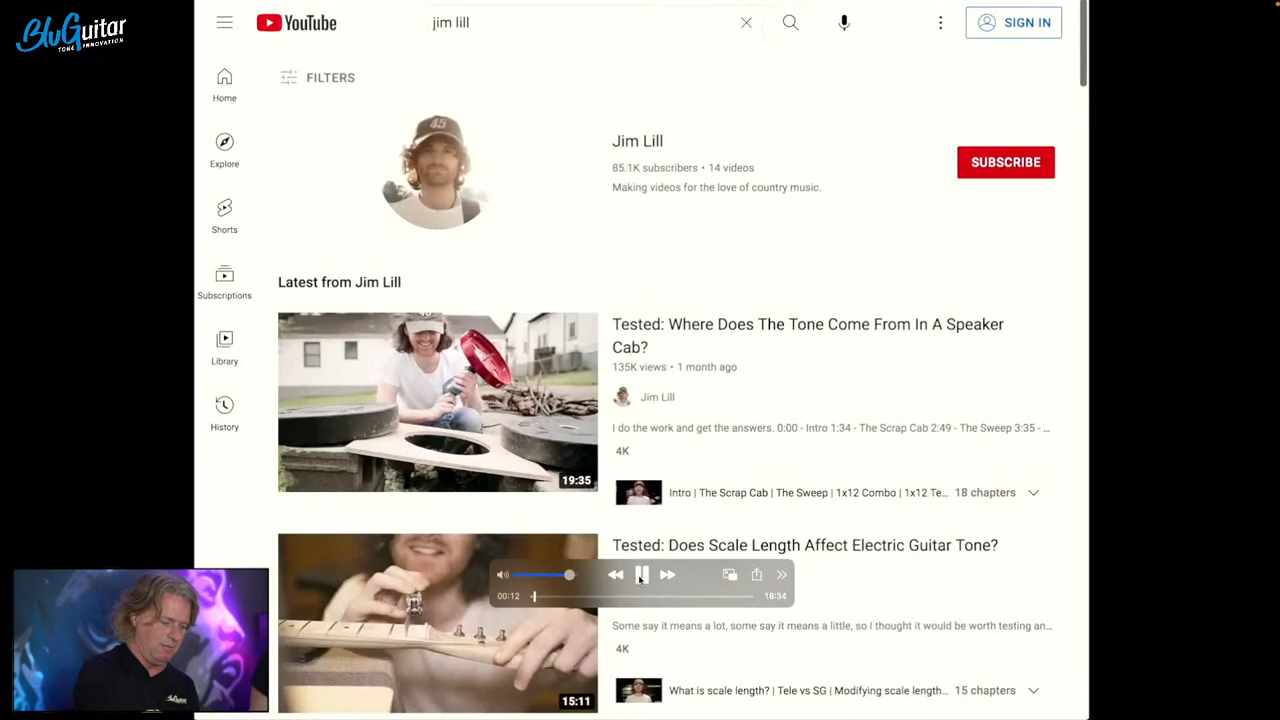 BluGuitar
TONE INNOVATION
YouTube
jim lill
SIGN IN
FILTERS
Home
Explore
Shorts
Subscriptions
Library
History
45
Jim Lill
85.1K subscribers • 14 videos
Making videos for the love of country music.
SUBSCRIBE
Latest from Jim Lill
Tested: Where Does The Tone Come From In A Speaker
Cab?
135K views • 1 month ago
Jim Lill
I do the work and get the answers. 0:00 - Intro 1:34 - The Scrap Cab 2:49 - The Sweep 3:35 - ...
4K
19:35
Intro | The Scrap Cab | The Sweep | 1x12 Combo | 1x12 Te... 18 chapters
Tested: Does Scale Length Affect Electric Guitar Tone?
00:12
18:34
Some say it means a lot, some say it means a little, so I thought it would be worth testing an...
4K
15:11
What is scale length? | Tele vs SG | Modifying scale length... 15 chapters